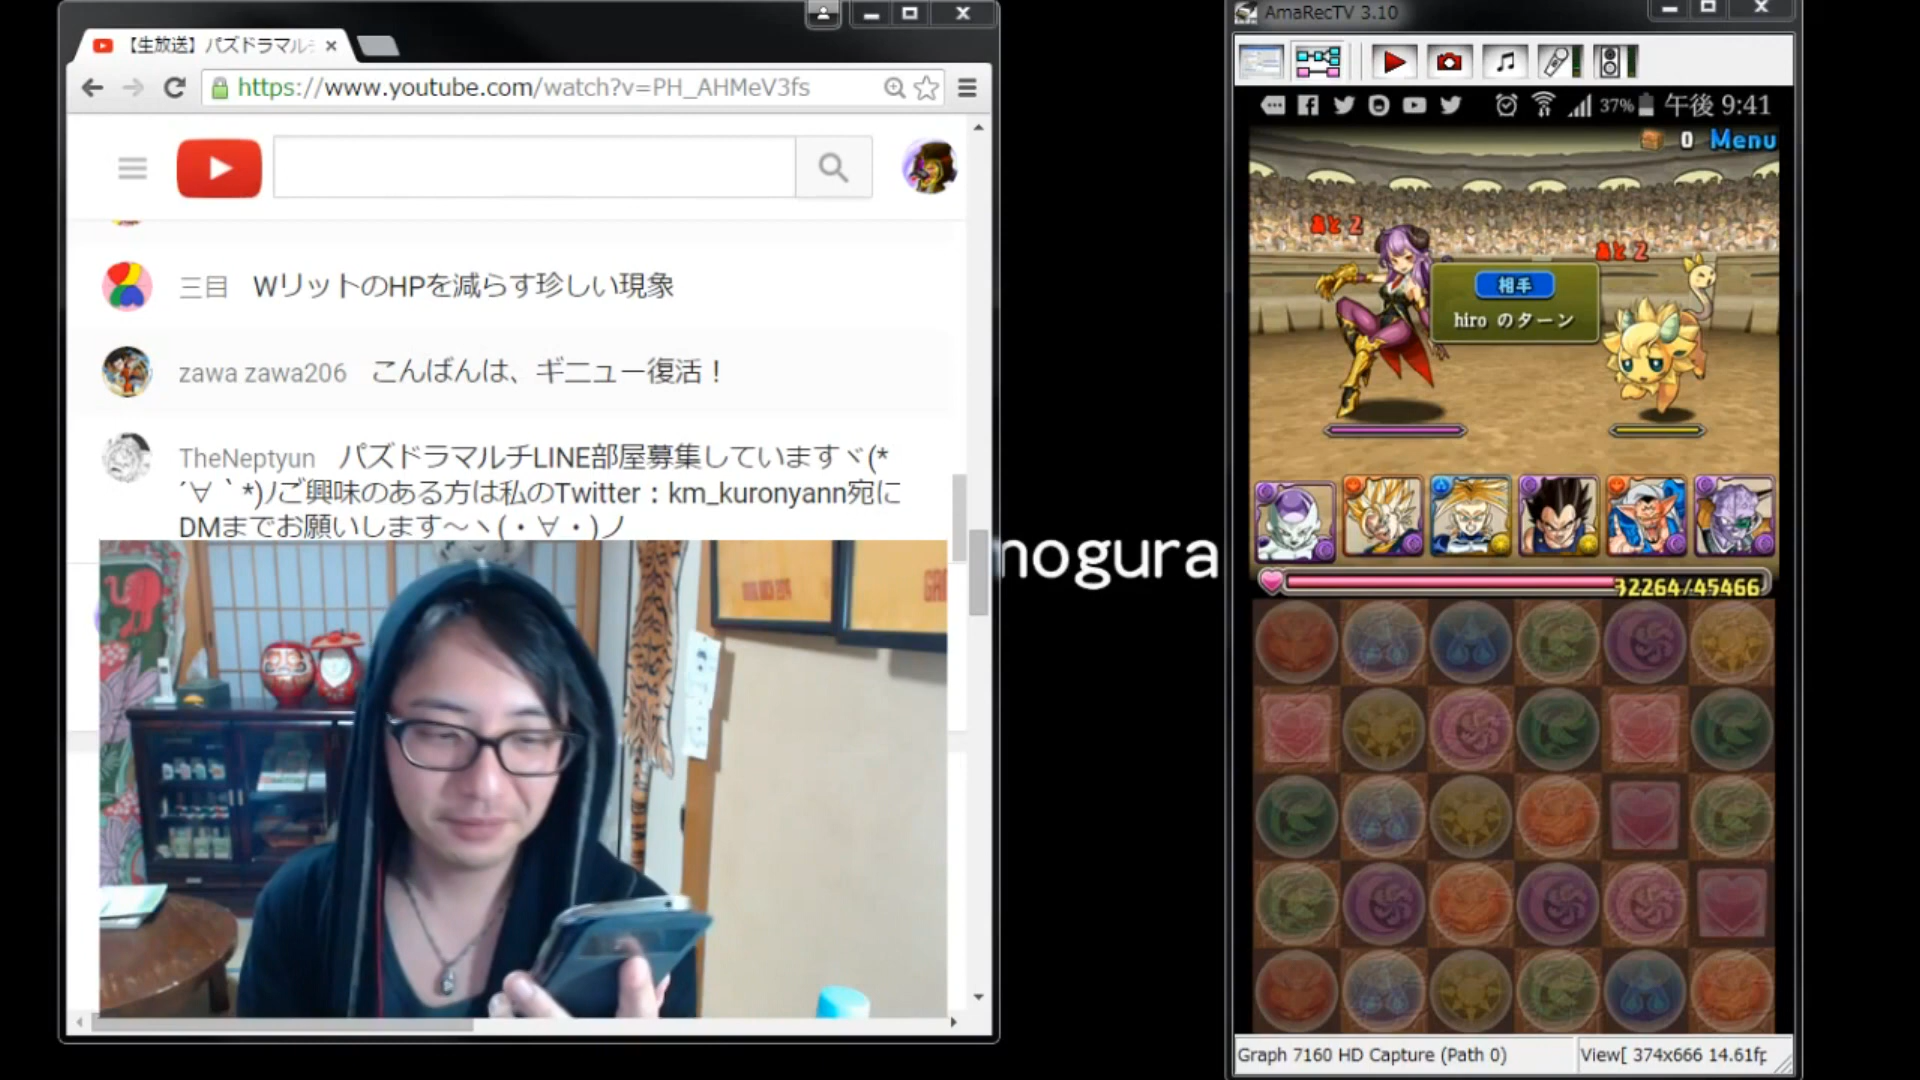 【生放送】パズドラマルチ
https://www.youtube.com/watch?v=PH_AHMeV3fs
三目 WリットのHPを減らす珍しい現象
zawa zawa206 こんばんは、ギニュー復活！
TheNeptyun パズドラマルチLINE部屋募集していますヾ(*
´∀｀*)ﾉご興味のある方は私のTwitter：km_kuronyann宛に
DMまでお願いします～ヽ(・∀・)ノ
nogura
AmaRecTV 3.10
37% 午後 9:41
0 Menu
あと 2
あと 2
相手
hiro のターン
32264/45466
Graph 7160 HD Capture (Path 0)
View[ 374x666 14.61fp